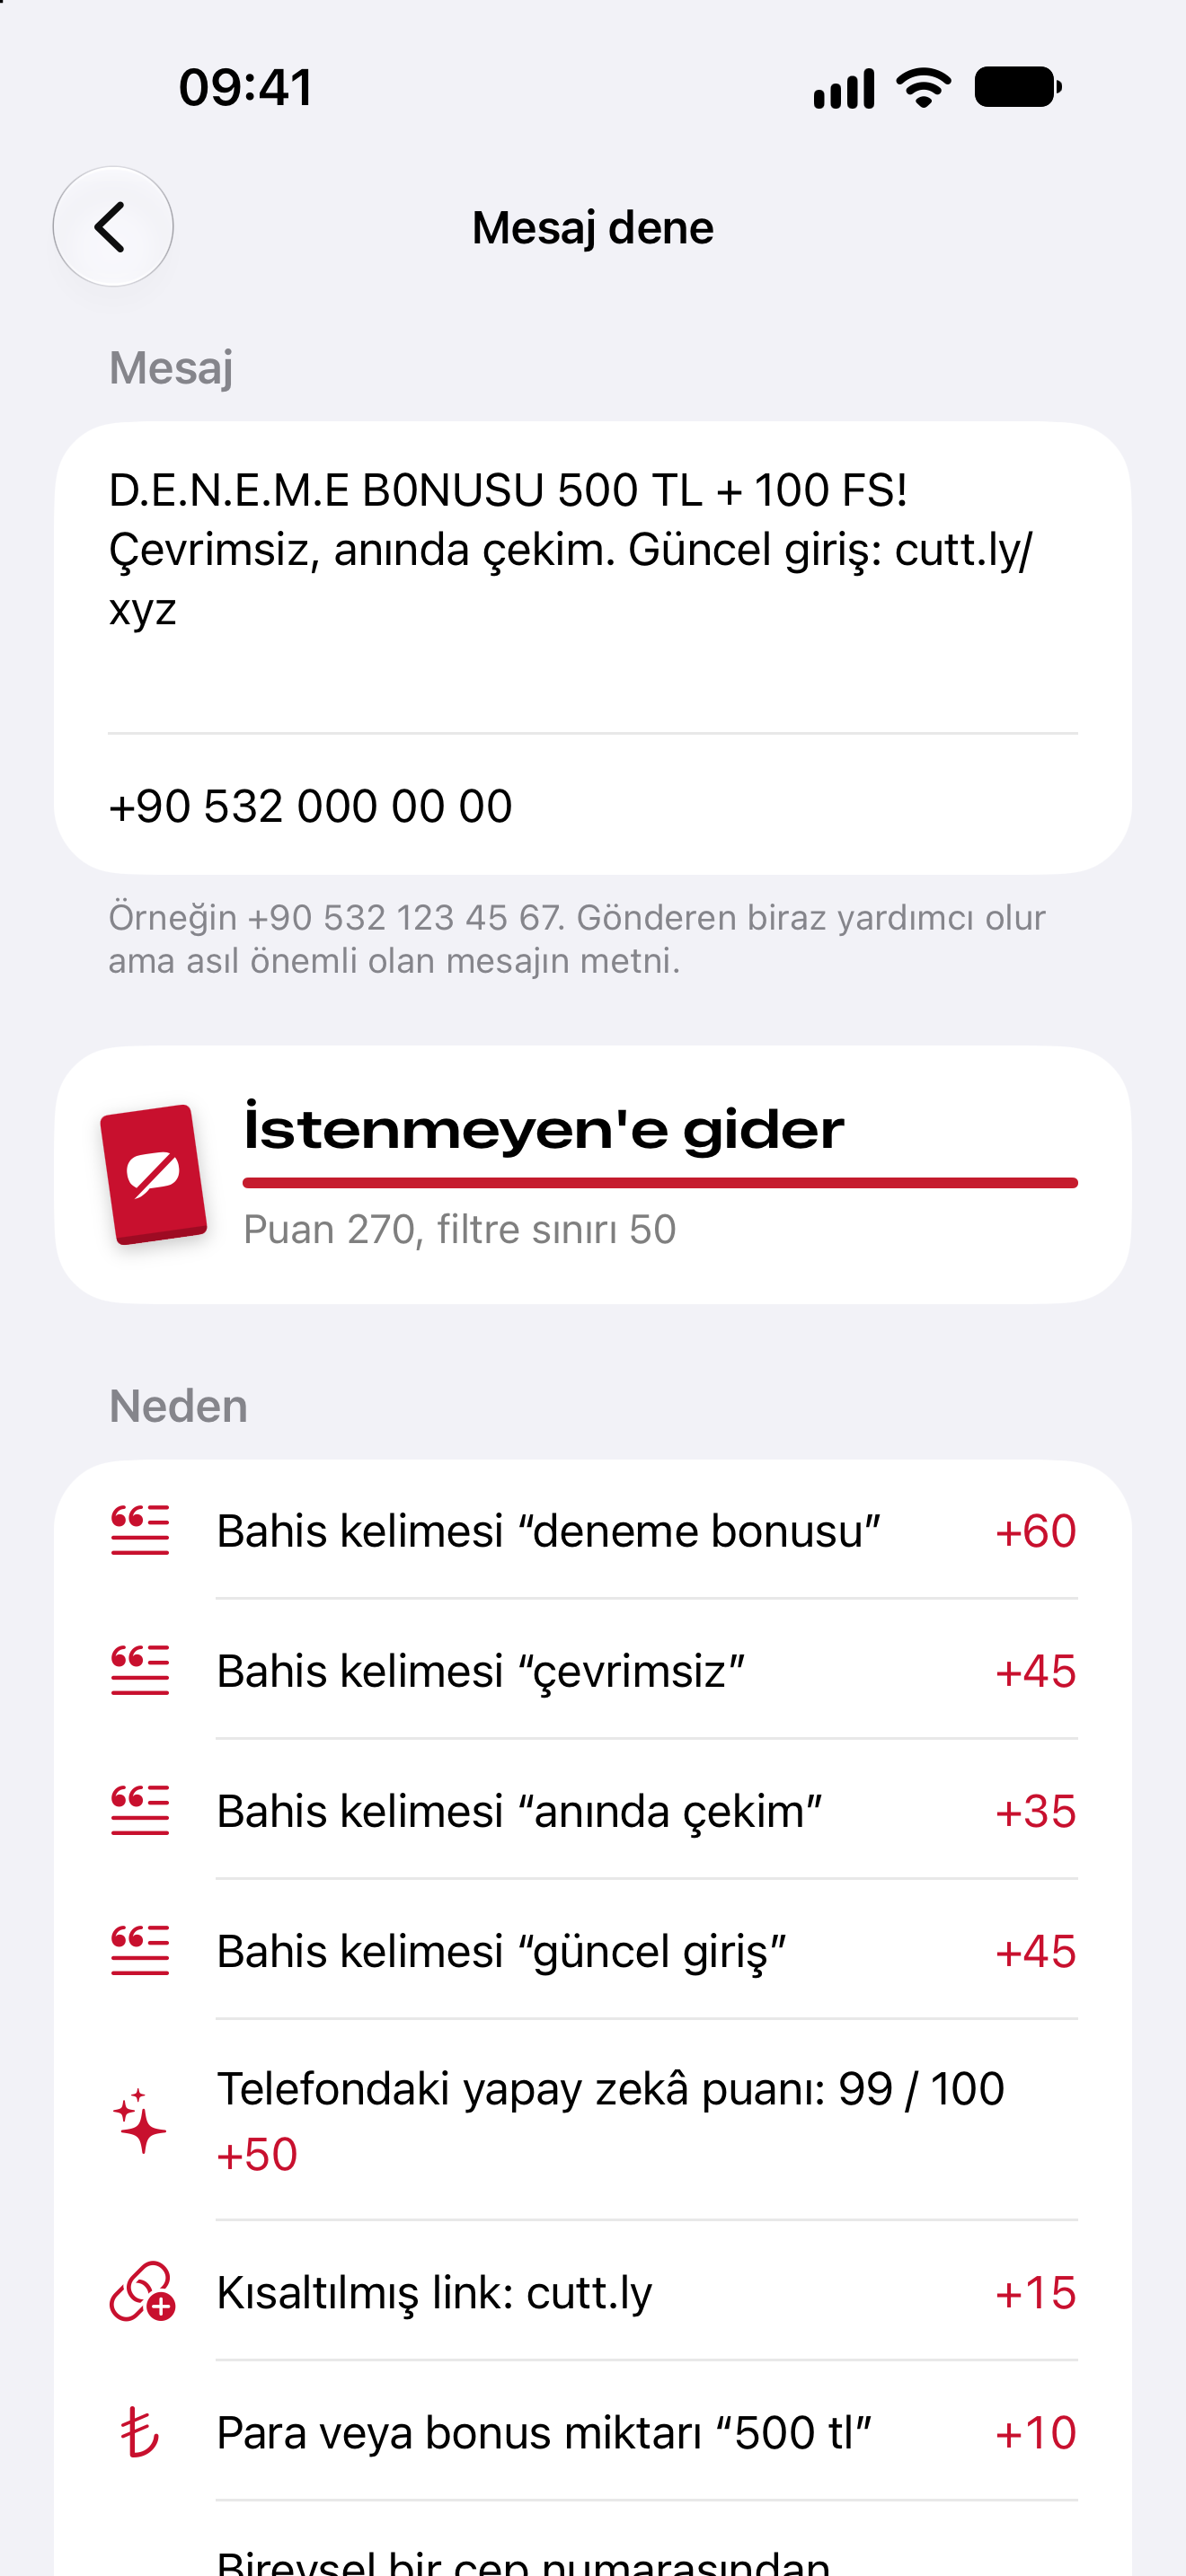 09:41
Mesaj dene
Mesaj
D.E.N.E.M.E B0NUSU 500 TL + 100 FS!
Çevrimsiz, anında çekim. Güncel giriş: cutt.ly/
xyz
+90 532 000 00 00
Örneğin +90 532 123 45 67. Gönderen biraz yardımcı olur
ama asıl önemli olan mesajın metni.
İstenmeyen'e gider
Puan 270, filtre sınırı 50
Neden
Bahis kelimesi “deneme bonusu” +60
Bahis kelimesi “çevrimsiz” +45
Bahis kelimesi “anında çekim” +35
Bahis kelimesi “güncel giriş” +45
Telefondaki yapay zekâ puanı: 99 / 100
+50
Kısaltılmış link: cutt.ly +15
Para veya bonus miktarı “500 tl” +10
Bireysel bir cep numarasından